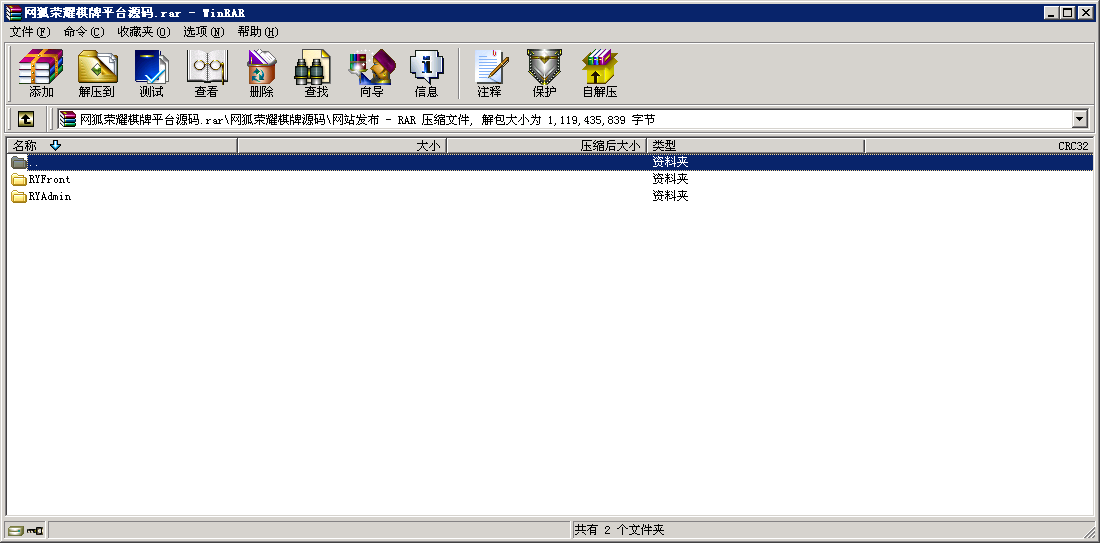 网狐荣耀棋牌平台源码.rar - WinRAR
文件(F) 命令(C) 收藏夹(O) 选项(N) 帮助(H)
添加 解压到 测试 查看 删除 查找 向导 信息 注释 保护 自解压
网狐荣耀棋牌平台源码.rar\网狐荣耀棋牌源码\网站发布 - RAR 压缩文件, 解包大小为 1,119,435,839 字节
名称 大小 压缩后大小 类型 CRC32
.. 资料夹
RYFront 资料夹
RYAdmin 资料夹
共有 2 个文件夹